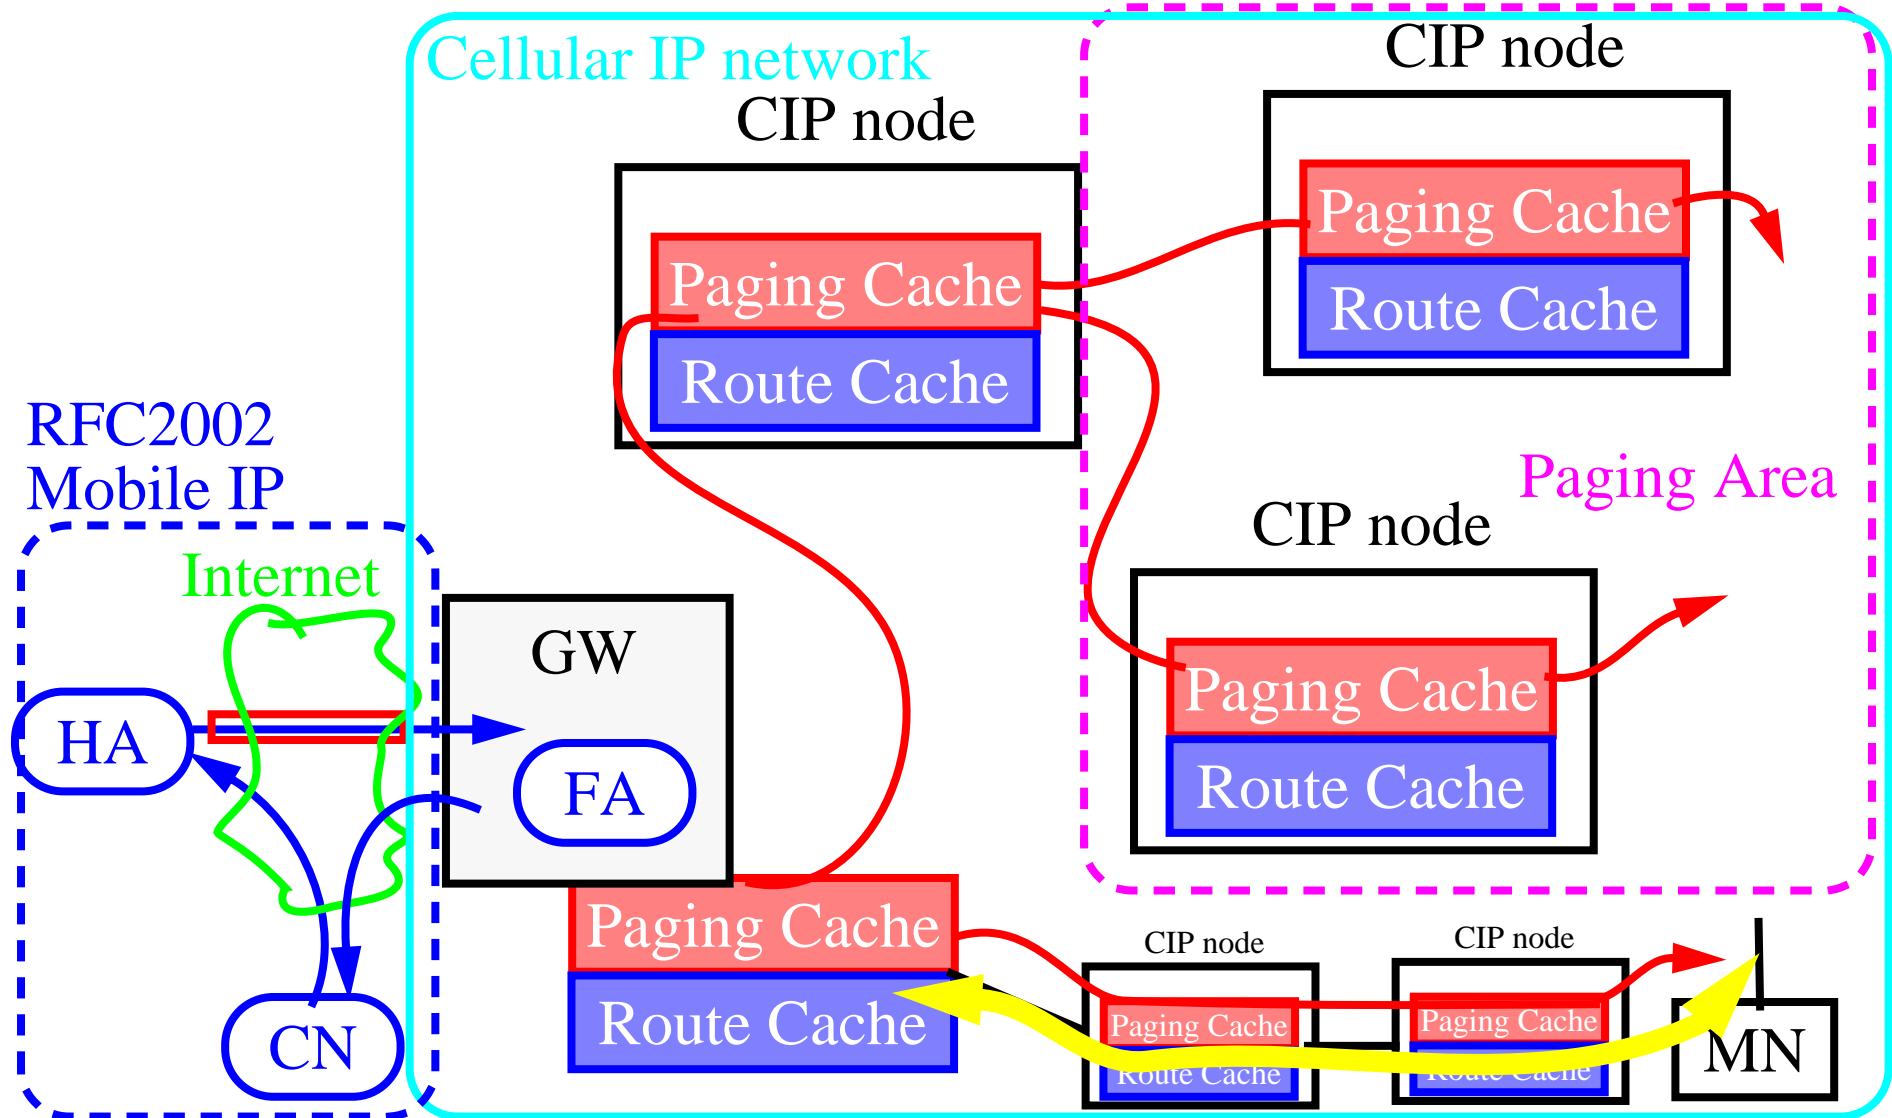 Cellular IP network
CIP node
CIP node
Paging Cache
Route Cache
Paging Cache
Route Cache
RFC2002
Mobile IP
Paging Area
CIP node
Internet
GW
Paging Cache
Route Cache
HA
FA
Paging Cache
Route Cache
CIP node
CIP node
Paging Cache
Route Cache
Paging Cache
Route Cache
MN
CN